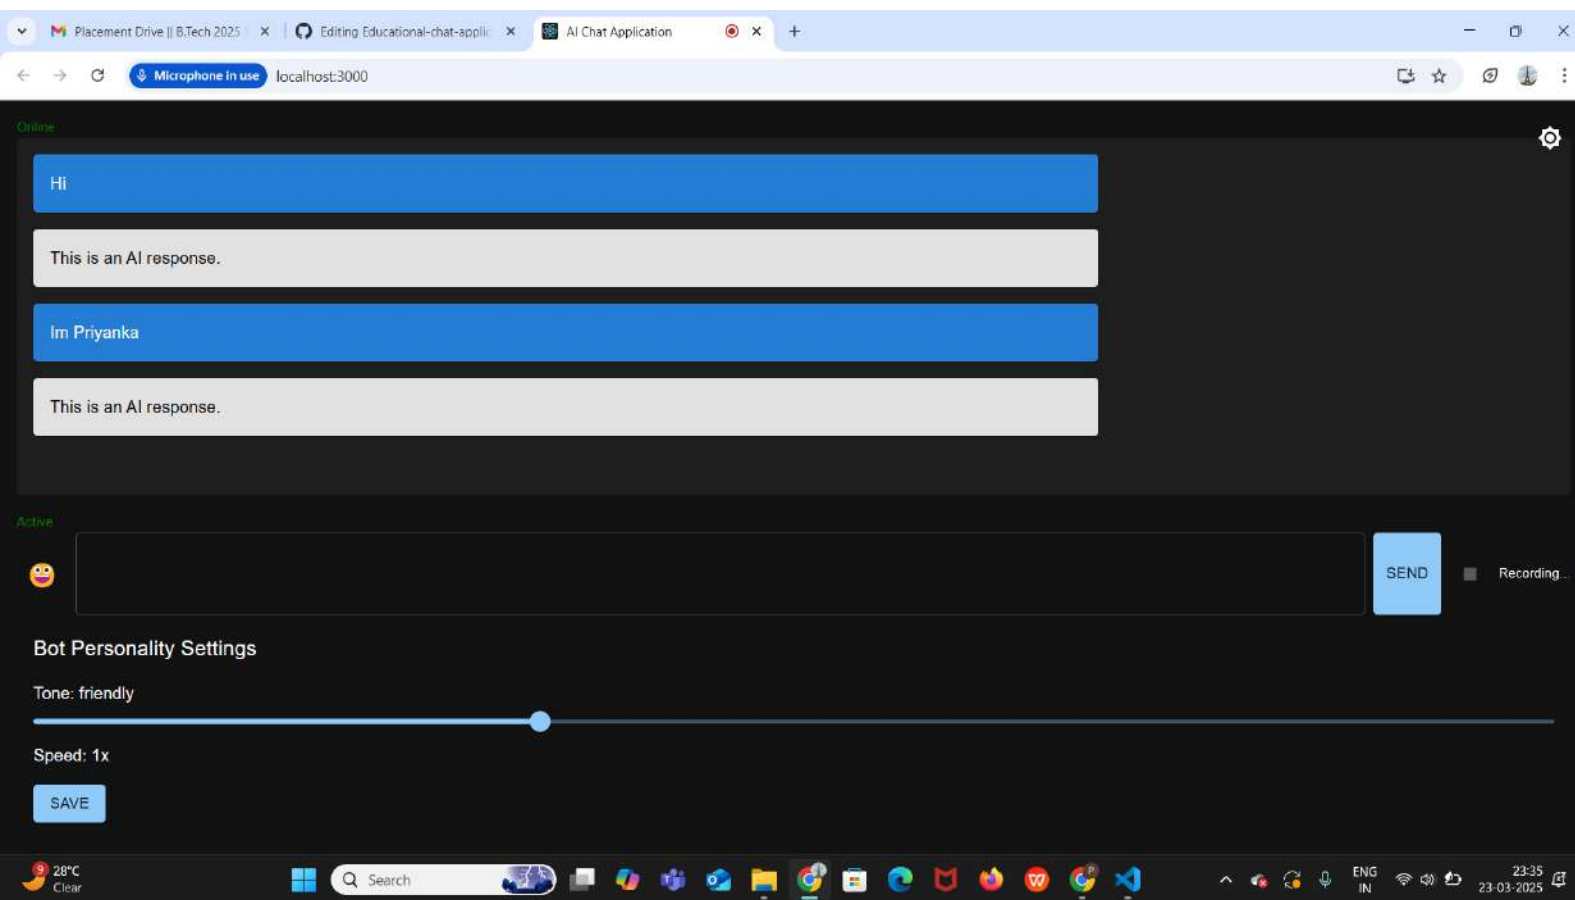 Placement Drive || B.Tech 2025
Editing Educational-chat-applic
AI Chat Application
Microphone in use
localhost:3000
Online
Hi
This is an AI response.
Im Priyanka
This is an AI response.
Active
SEND
Recording...
Bot Personality Settings
Tone: friendly
Speed: 1x
SAVE
9
28°C
Clear
Search
ENG
IN
23:35
23-03-2025